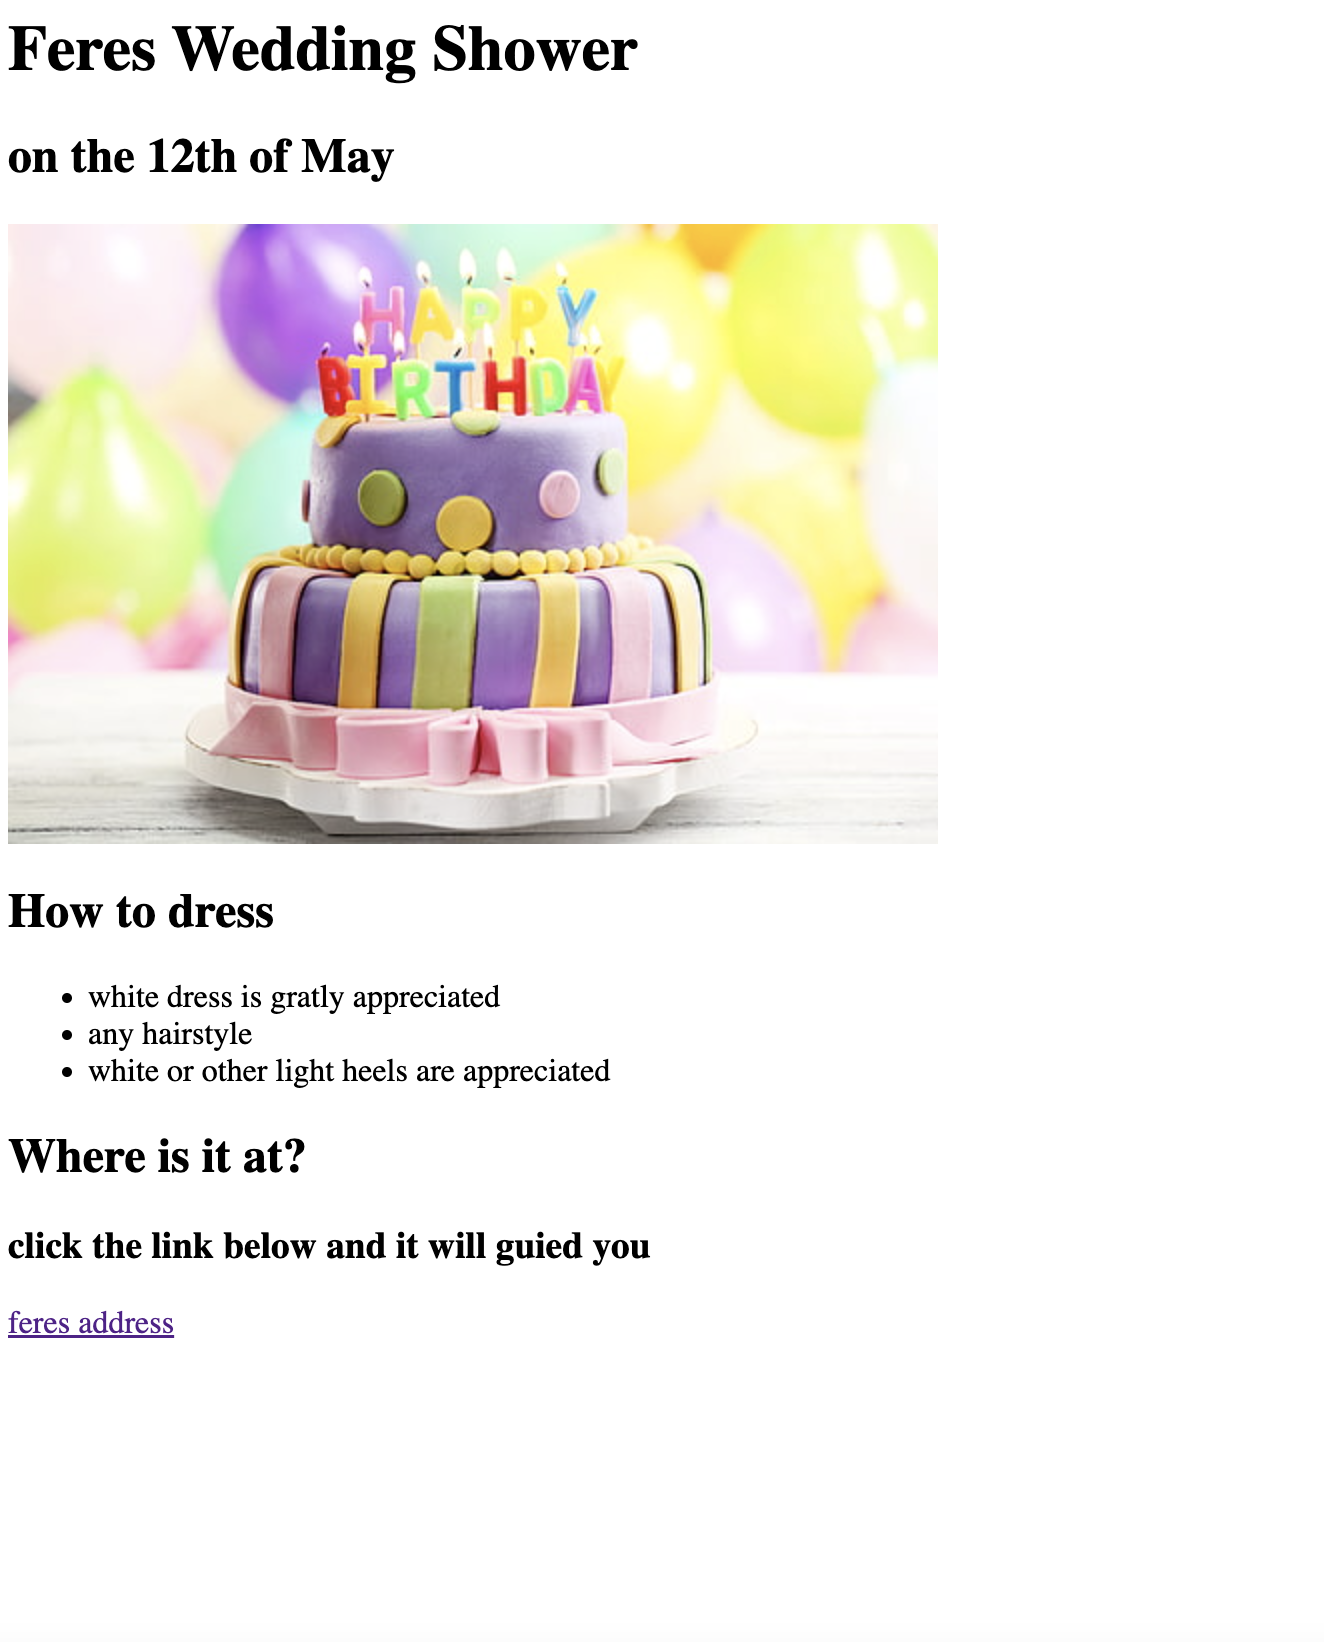 Feres Wedding Shower
on the 12th of May
HAPPY
BIRTHDAY
How to dress
white dress is gratly appreciated
any hairstyle
white or other light heels are appreciated
Where is it at?
click the link below and it will guied you
feres address